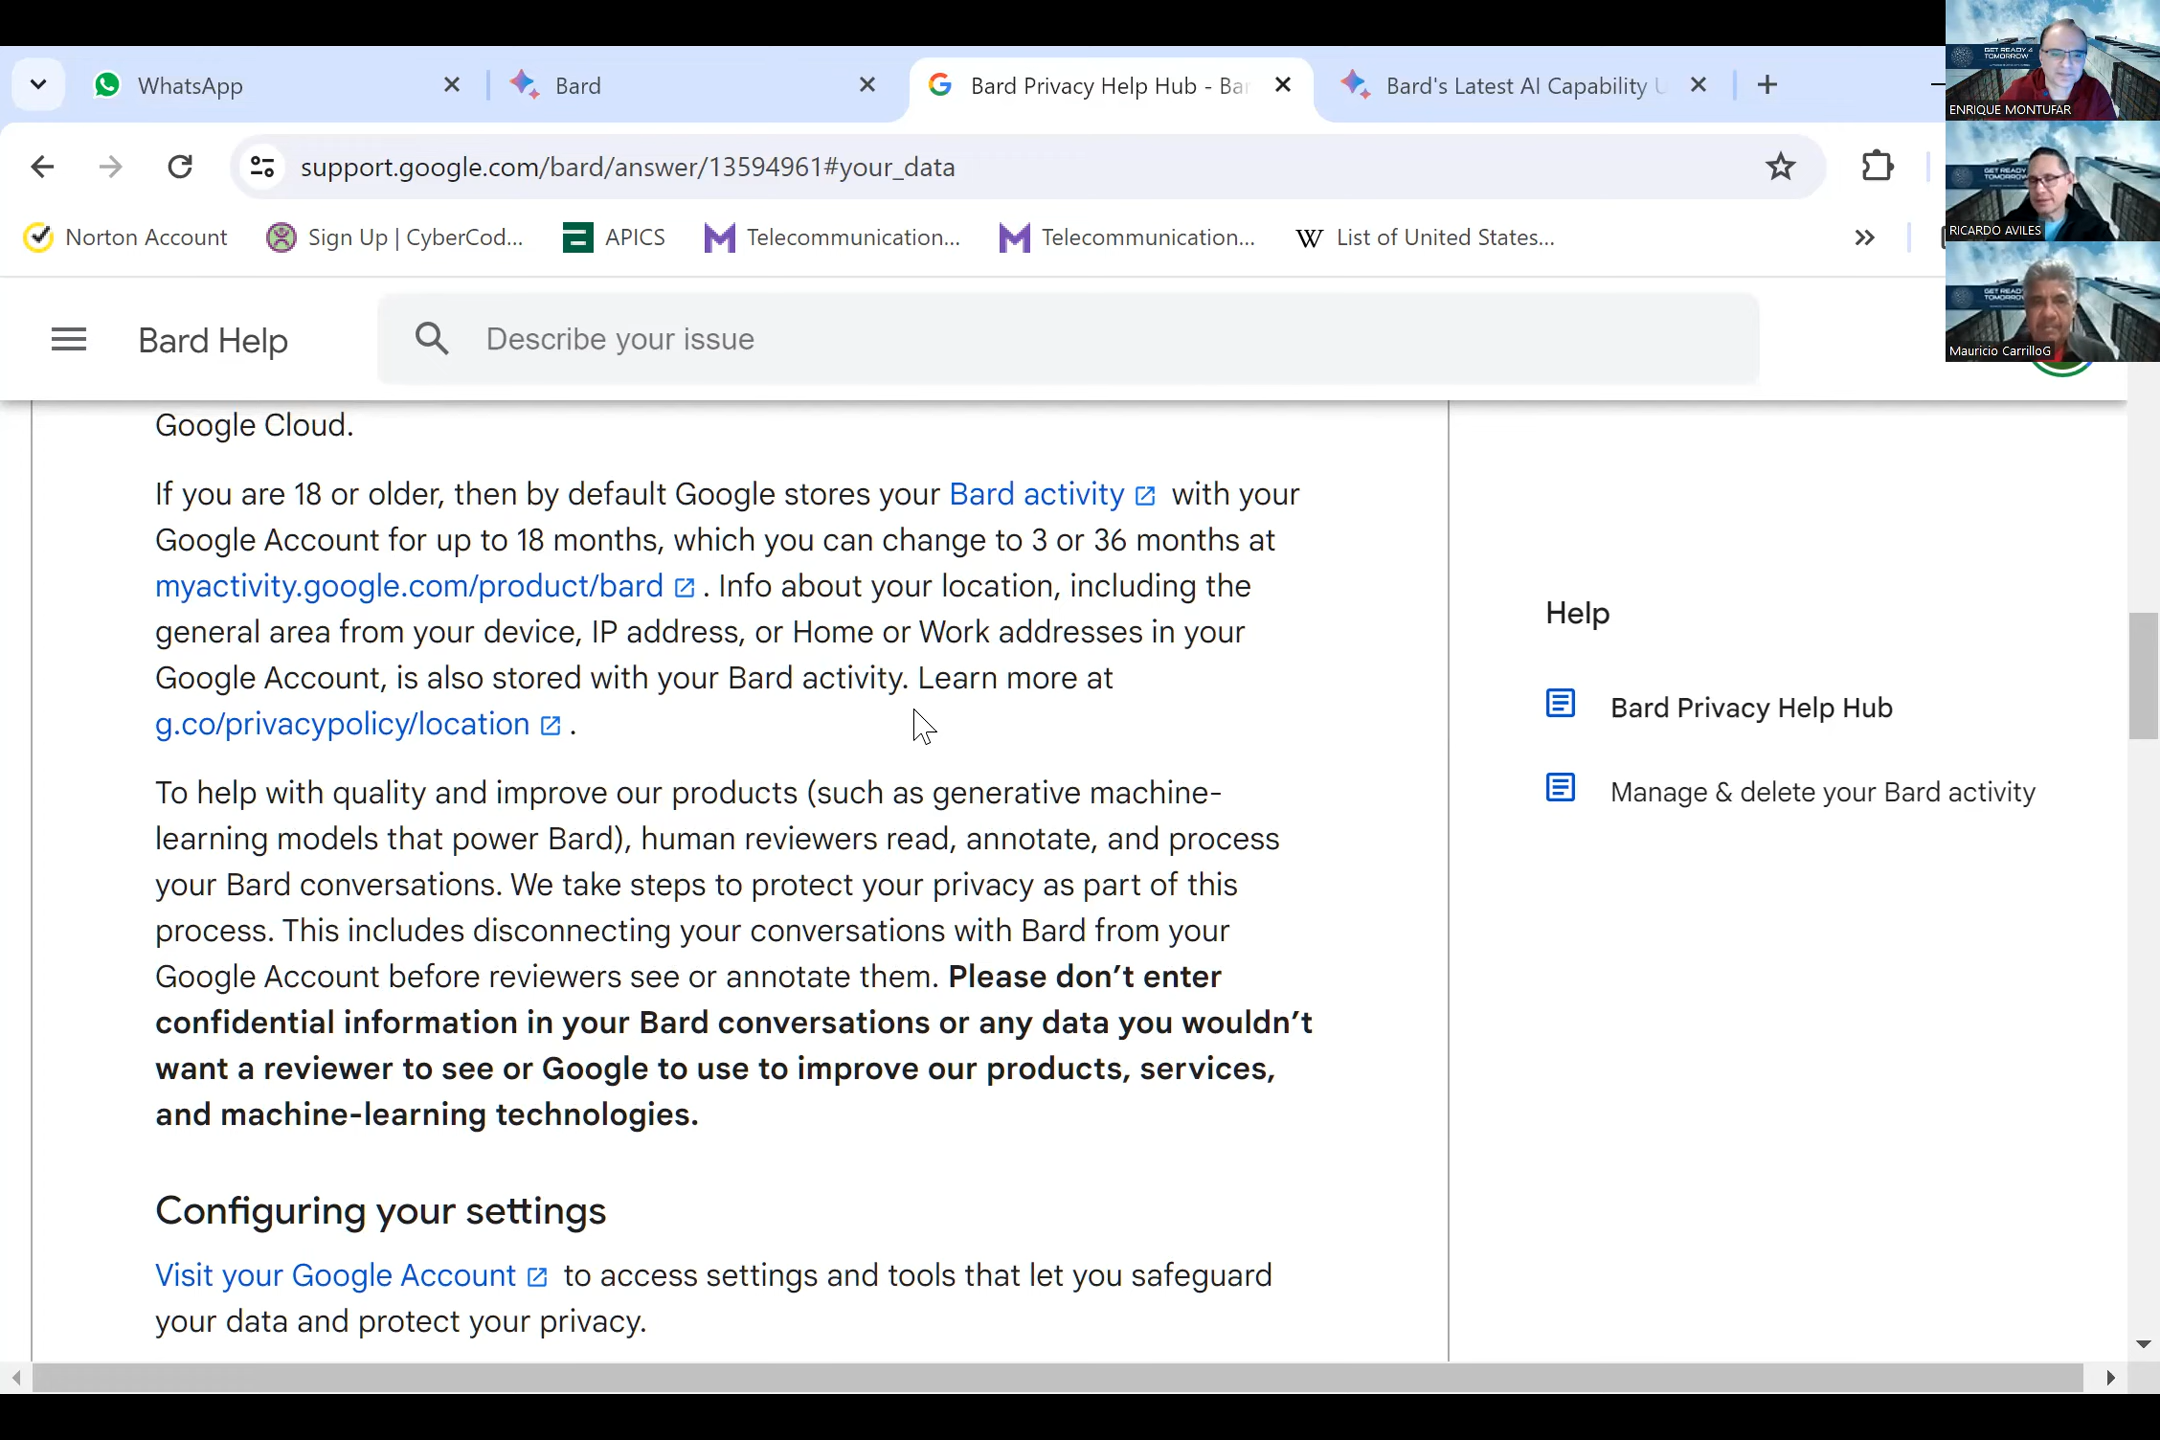 WhatsApp
Bard
Bard Privacy Help Hub - Bar
Bard's Latest AI Capability U
support.google.com/bard/answer/13594961#your_data
Norton Account
Sign Up | CyberCod...
APICS
Telecommunication...
Telecommunication...
List of United States...
GET READY 4
TOMORROW
ENRIQUE MONTUFAR
RICARDO AVILES
Mauricio CarrilloG
Bard Help
Describe your issue
Google Cloud.
If you are 18 or older, then by default Google stores your Bard activity with your
Google Account for up to 18 months, which you can change to 3 or 36 months at
myactivity.google.com/product/bard . Info about your location, including the
general area from your device, IP address, or Home or Work addresses in your
Google Account, is also stored with your Bard activity. Learn more at
g.co/privacypolicy/location .
To help with quality and improve our products (such as generative machine-
learning models that power Bard), human reviewers read, annotate, and process
your Bard conversations. We take steps to protect your privacy as part of this
process. This includes disconnecting your conversations with Bard from your
Google Account before reviewers see or annotate them. Please don't enter
confidential information in your Bard conversations or any data you wouldn't
want a reviewer to see or Google to use to improve our products, services,
and machine-learning technologies.
Configuring your settings
Visit your Google Account to access settings and tools that let you safeguard
your data and protect your privacy.
Help
Bard Privacy Help Hub
Manage & delete your Bard activity